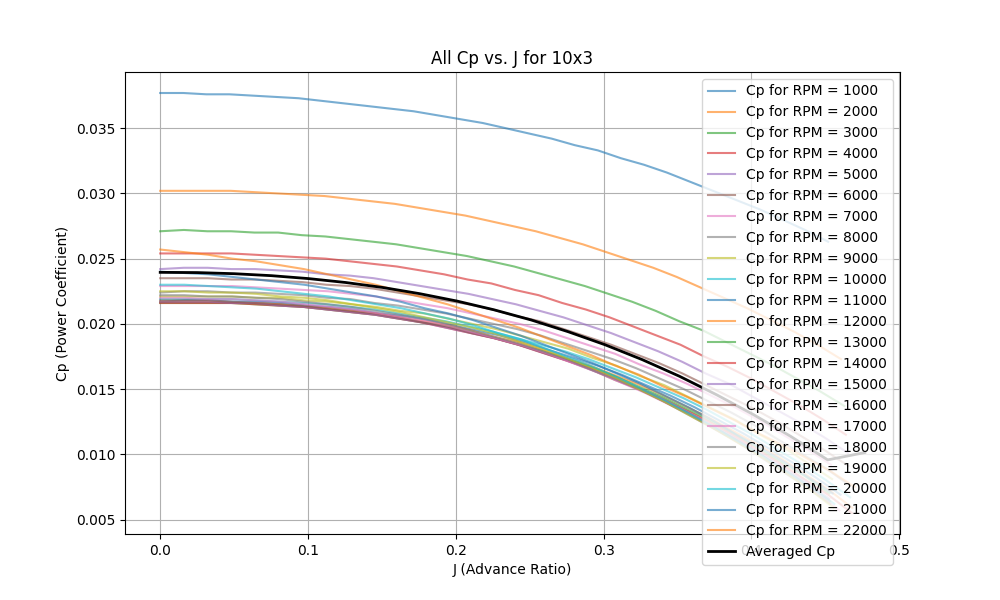 All Cp vs. J for 10x3
Cp (Power Coefficient)
0.035
0.030
0.025
0.020
0.015
0.010
0.005
Cp for RPM = 1000
Cp for RPM = 2000
Cp for RPM = 3000
Cp for RPM = 4000
Cp for RPM = 5000
Cp for RPM = 6000
Cp for RPM = 7000
Cp for RPM = 8000
Cp for RPM = 9000
Cp for RPM = 10000
Cp for RPM = 11000
Cp for RPM = 12000
Cp for RPM = 13000
Cp for RPM = 14000
Cp for RPM = 15000
Cp for RPM = 16000
Cp for RPM = 17000
Cp for RPM = 18000
Cp for RPM = 19000
Cp for RPM = 20000
Cp for RPM = 21000
Cp for RPM = 22000
Averaged Cp
0.0 0.1 0.2 0.3 0.5
J (Advance Ratio)